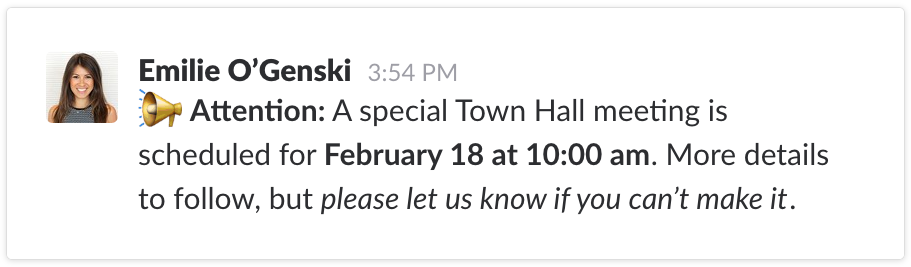 Emilie O’Genski 3:54 PM
📢 Attention: A special Town Hall meeting is
scheduled for February 18 at 10:00 am. More details
to follow, but please let us know if you can’t make it.